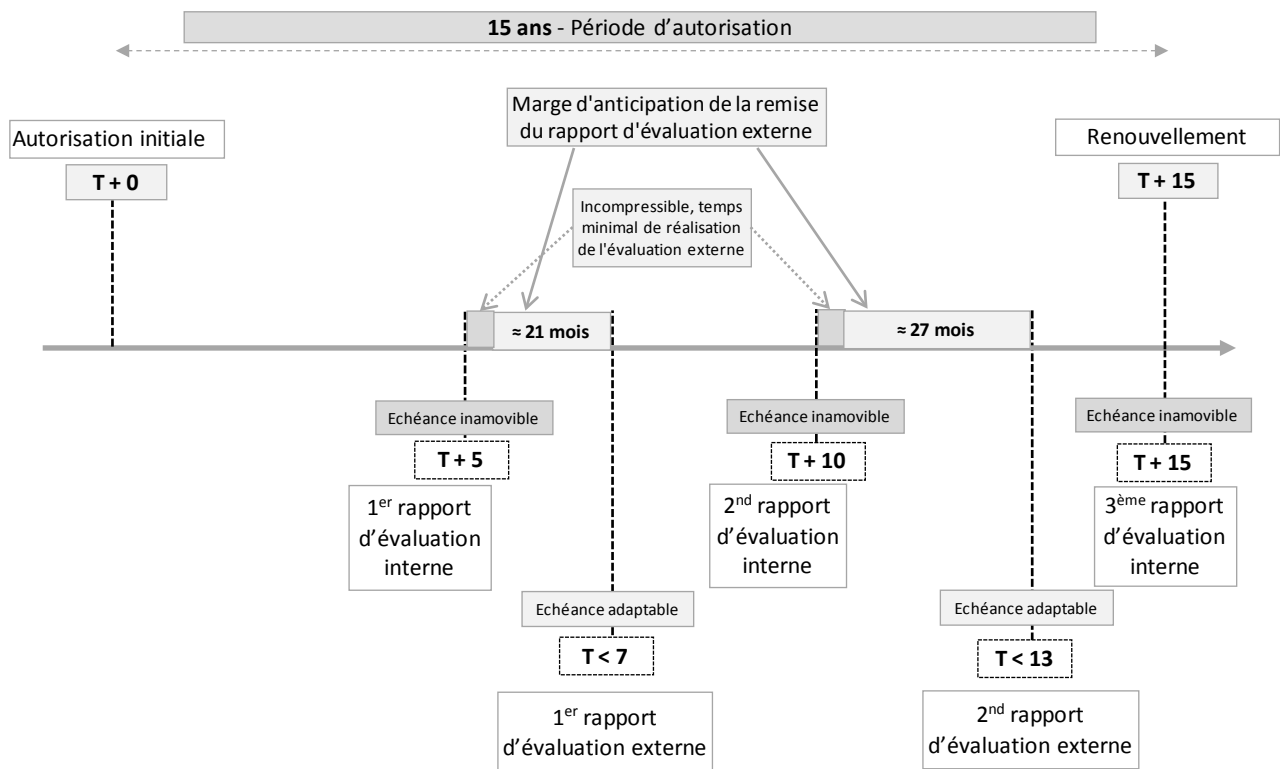 15 ans - Période d'autorisation
Marge d'anticipation de la remise
du rapport d'évaluation externe
Autorisation initiale
T + 0
Renouvellement
T + 15
Incompressible, temps
minimal de réalisation
de l'évaluation externe
≈ 21 mois
≈ 27 mois
Echéance inamovible
T + 5
1er rapport
d’évaluation
interne
Echéance inamovible
T + 10
2nd rapport
d’évaluation
interne
Echéance inamovible
T + 15
3ème rapport
d’évaluation
interne
Echéance adaptable
T < 7
1er rapport
d’évaluation externe
Echéance adaptable
T < 13
2nd rapport
d’évaluation externe